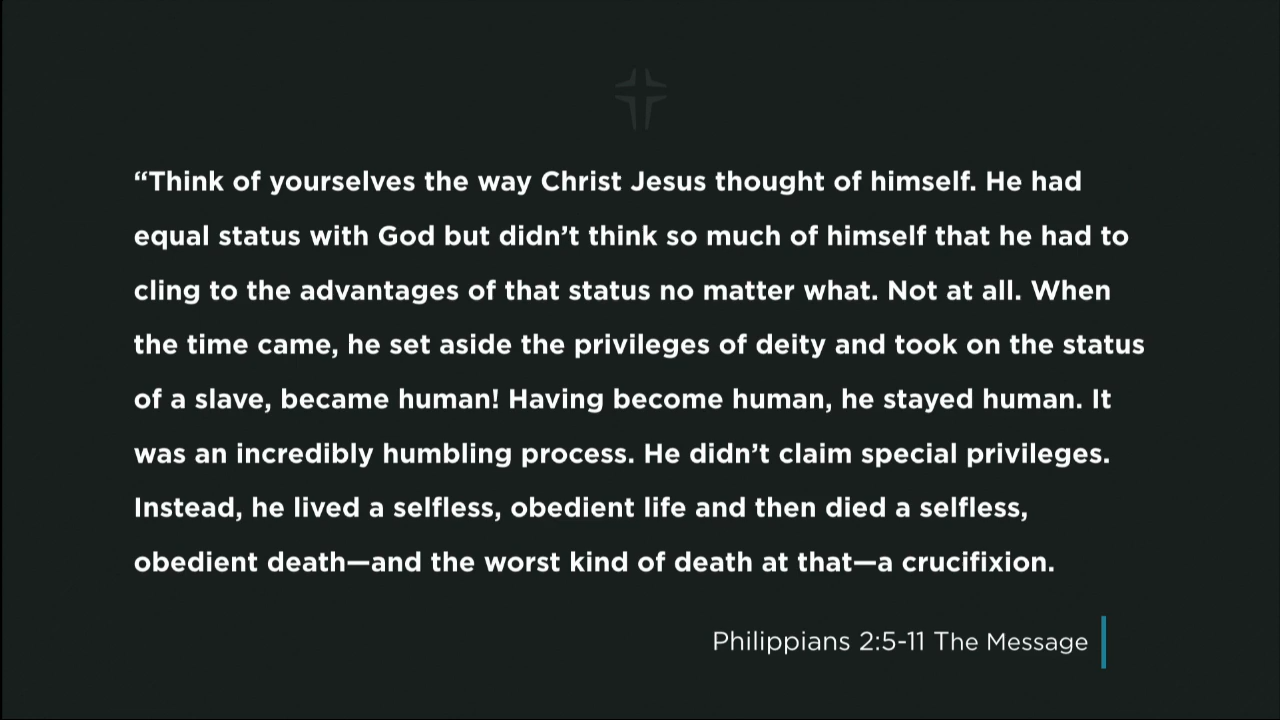 “Think of yourselves the way Christ Jesus thought of himself. He had
equal status with God but didn’t think so much of himself that he had to
cling to the advantages of that status no matter what. Not at all. When
the time came, he set aside the privileges of deity and took on the status
of a slave, became human! Having become human, he stayed human. It
was an incredibly humbling process. He didn’t claim special privileges.
Instead, he lived a selfless, obedient life and then died a selfless,
obedient death—and the worst kind of death at that—a crucifixion.
Philippians 2:5-11 The Message